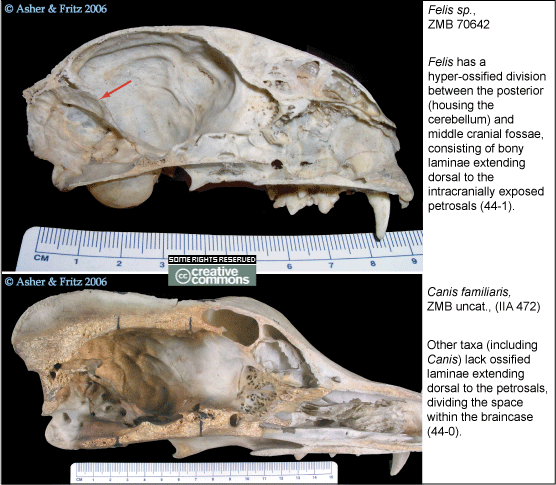 © Asher & Fritz 2006
Felis sp.,
ZMB 70642
Felis has a
hyper-ossified division
between the posterior
(housing the
cerebellum) and
middle cranial fossae,
consisting of bony
laminae extending
dorsal to the
intracranially exposed
petrosals (44-1).
CM 1 2 3 6 7 8 9
SOME RIGHTS RESERVED
cc creative
commons
© Asher & Fritz 2006
Canis familiaris,
ZMB uncat., (IIA 472)
Other taxa (including
Canis) lack ossified
laminae extending
dorsal to the petrosals,
dividing the space
within the braincase
(44-0).
CM 1 2 3 4 5 6 7 8 9 10 11 12 13 14 15